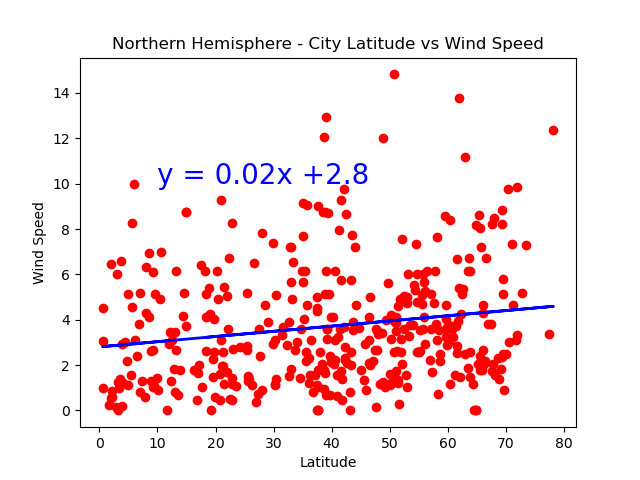 Northern Hemisphere - City Latitude vs Wind Speed
14
12
10
8
6
4
2
0
Wind Speed
y = 0.02x +2.8
0 10 20 30 40 50 60 70 80
Latitude